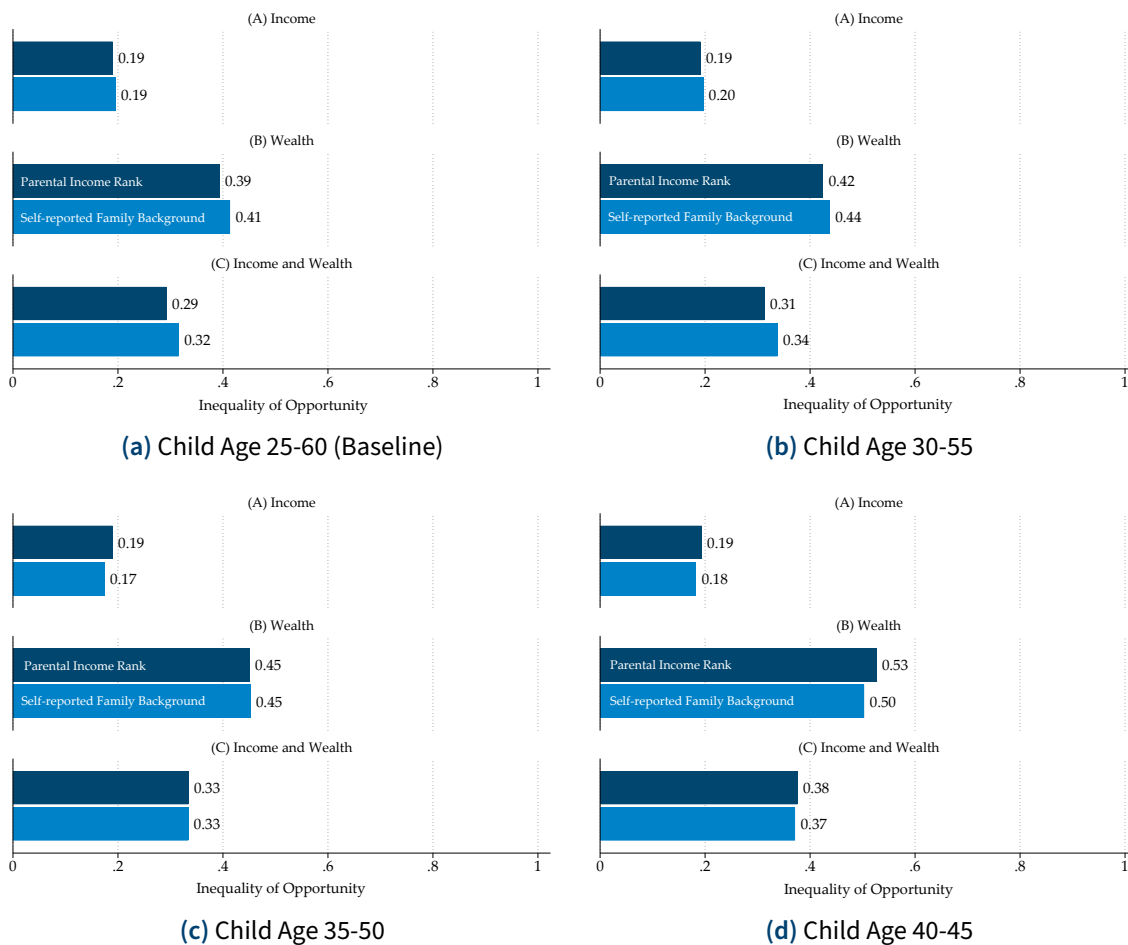 (A) Income
0.19
0.19
(B) Wealth
Parental Income Rank
0.39
Self-reported Family Background
0.41
(C) Income and Wealth
0.29
0.32
0 .2 .4 .6 .8 1
Inequality of Opportunity
(a) Child Age 25-60 (Baseline)
(A) Income
0.19
0.20
(B) Wealth
Parental Income Rank
0.42
Self-reported Family Background
0.44
(C) Income and Wealth
0.31
0.34
0 .2 .4 .6 .8 1
Inequality of Opportunity
(b) Child Age 30-55
(A) Income
0.19
0.17
(B) Wealth
Parental Income Rank
0.45
Self-reported Family Background
0.45
(C) Income and Wealth
0.33
0.33
0 .2 .4 .6 .8 1
Inequality of Opportunity
(c) Child Age 35-50
(A) Income
0.19
0.18
(B) Wealth
Parental Income Rank
0.53
Self-reported Family Background
0.50
(C) Income and Wealth
0.38
0.37
0 .2 .4 .6 .8 1
Inequality of Opportunity
(d) Child Age 40-45